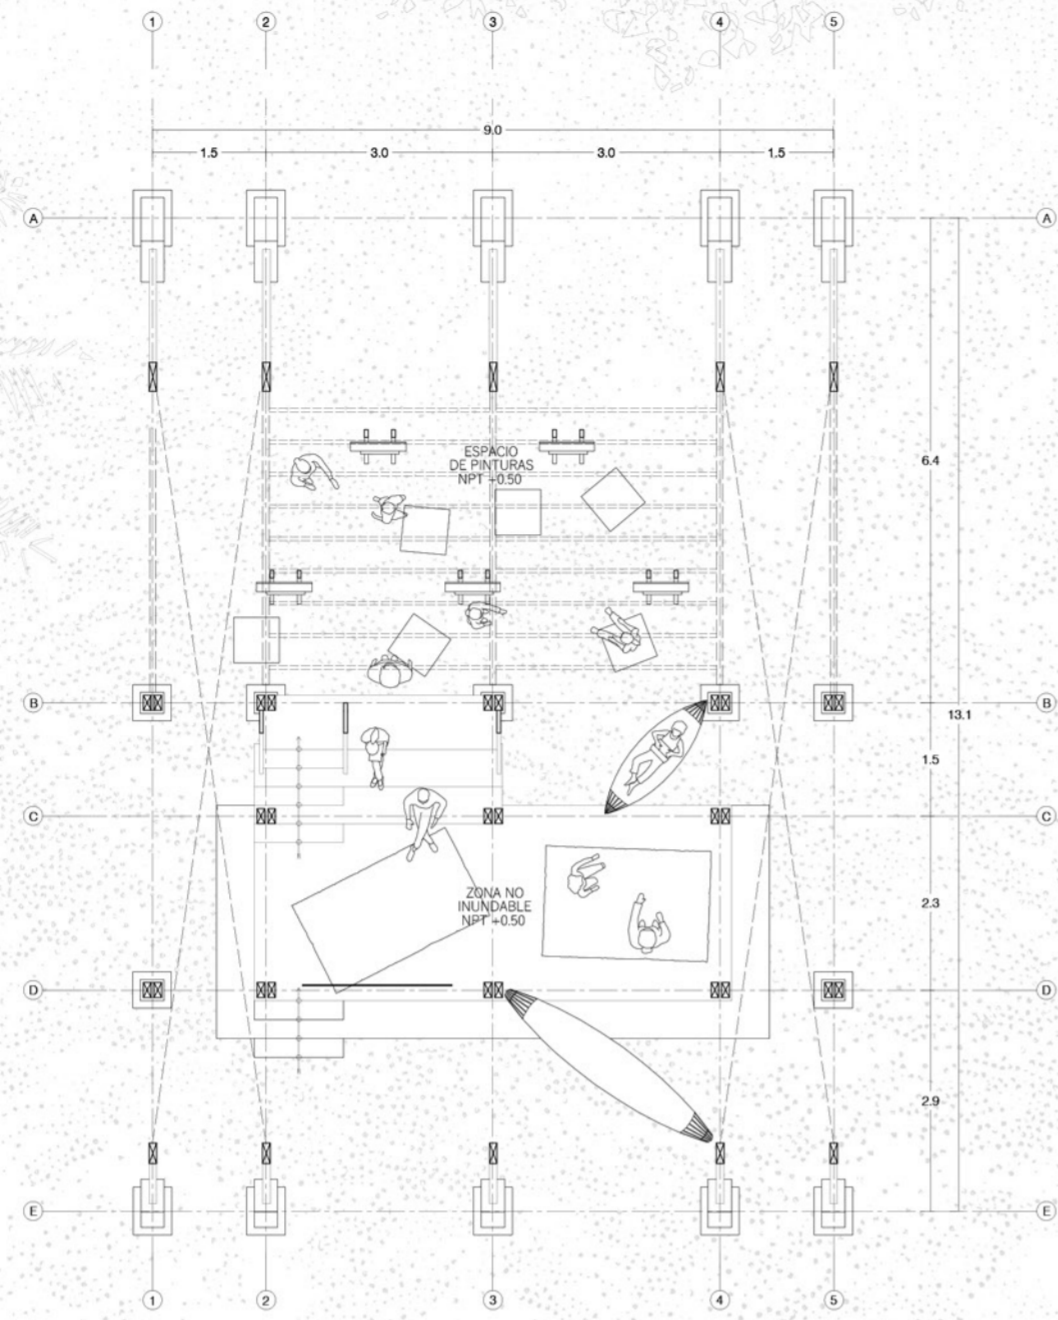 1 2 3 4 5
9.0
1.5 3.0 3.0 1.5
A A
6.4
ESPACIO
DE PINTURAS
NPT +0.50
B B
13.1
1.5
C C
2.3
ZONA NO
INUNDABLE
NPT +0.50
D D
2.9
E E
1 2 3 4 5